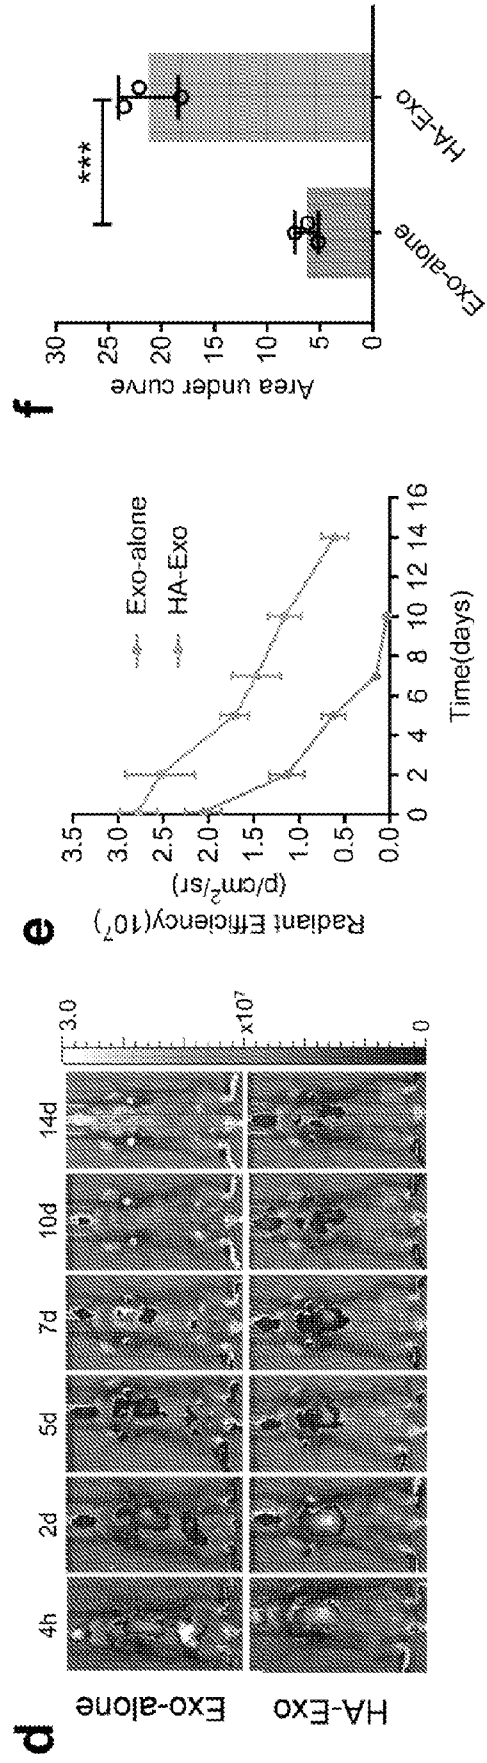 d
4h 2d 5d 7d 10d 14d
Exo-alone
HA-Exo
3.0
x10⁷
0
e
Radiant Efficiency(10⁷)
(p/cm²/sr)
3.5
3.0
2.5
2.0
1.5
1.0
0.5
0.0
0 2 4 6 8 10 12 14 16
Time(days)
Exo-alone
HA-Exo
f
Area under curve
30
25
20
15
10
5
0
***
Exo-alone
HA-Exo